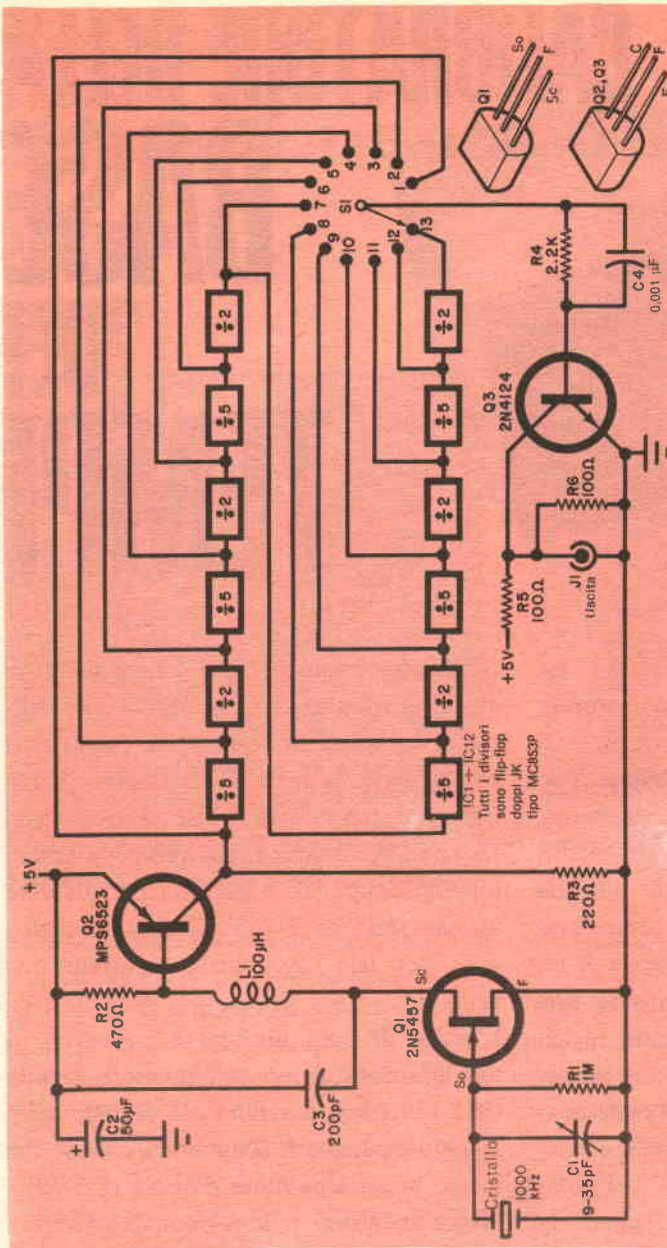 +5V
C2
50µF
+
R2
470Ω
Q2
MPS6523
L1
100µH
C3
200pF
Q1
2N5457
Sc
F
So
Cristallo
1000
kHz
C1
9-35pF
R1
1M
R3
220Ω
÷5
÷2
÷5
÷2
÷5
÷2
÷5
÷2
÷5
÷2
÷5
÷2
IC1÷IC12
Tutti i divisori
sono flip-flop
doppi JK
tipo MC853P
1
2
3
4
5
6
7
8
9
10
11
12
13
S1
+5V
R5
100Ω
J1
Uscita
R6
100Ω
Q3
2N4124
R4
2.2K
C4
0,001 µF
Q1
So
F
Sc
Q2,Q3
C
F